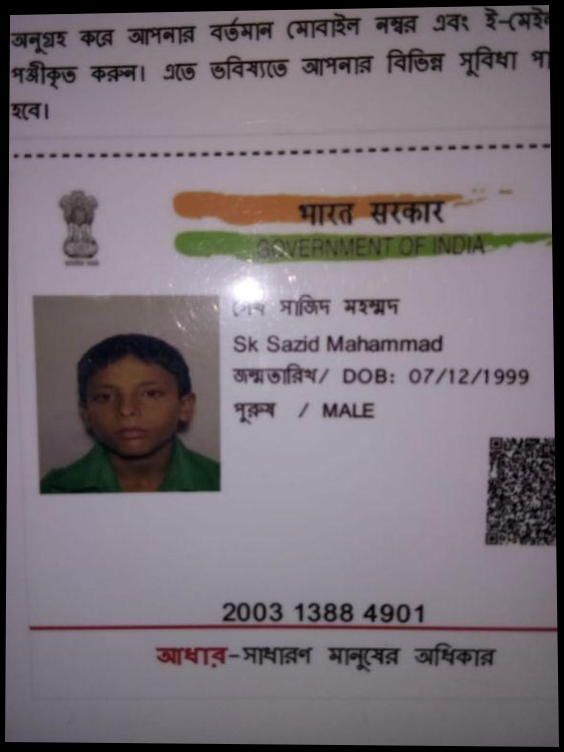 অনুগ্রহ করে আপনার বর্তমান মোবাইল নম্বর এবং
পঞ্জীকৃত করুন। এতে ভবিষ্যতে আপনার বিভিন্ন সুবিধা
হবে।
भारत सरकार
GOVERNMENT OF INDIA
সাজিদ মহম্মদ
Sk Sazid Mahammad
জন্মতারিখ/ DOB: 07/12/1999
পুরুষ / MALE
2003 1388 4901
আধার-সাধারণ মানুষের অধিকার